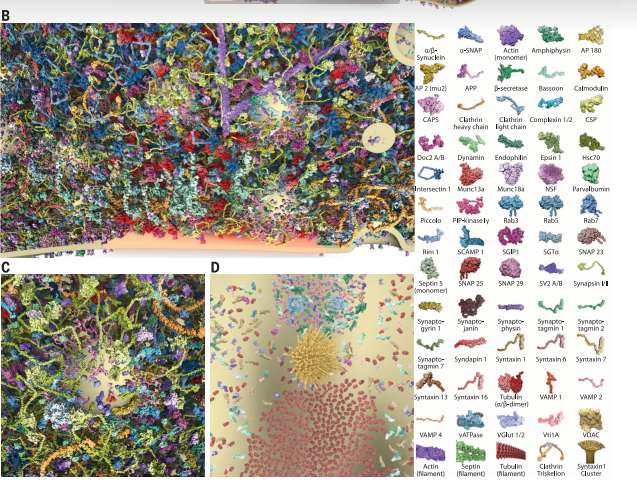 B
α/β-
Synuclein
α-SNAP
Actin
(monomer)
Amphiphysin
AP 180
AP 2 (mu2)
APP
β-secretase
Bassoon
Calmodulin
CAPS
Clathrin
heavy chain
Clathrin
light chain
Complexin 1/2
CSP
Doc2 A/B
Dynamin
Endophilin
Epsin 1
Hsc70
Intersectin 1
Munc13a
Munc18a
NSF
Parvalbumin
Piccolo
PIP-kinase Iγ
Rab3
Rab5
Rab7
Rim 1
SCAMP 1
SGIP1
SGTα
SNAP 23
Septin 5
(monomer)
SNAP 25
SNAP 29
SV2 A/B
Synapsin I/II
Synapto-
gyrin 1
Synapto-
janin
Synapto-
physin
Synapto-
tagmin 1
Synapto-
tagmin 2
Synapto-
tagmin 7
Syndapin 1
Syntaxin 1
Syntaxin 6
Syntaxin 7
Syntaxin 13
Syntaxin 16
Tubulin
(α/β-dimer)
VAMP 1
VAMP 2
VAMP 4
vATPase
VGlut 1/2
Vti1A
VDAC
Actin
(filament)
Septin
(filament)
Tubulin
(filament)
Clathrin
Triskelion
Syntaxin1
Cluster
C
D